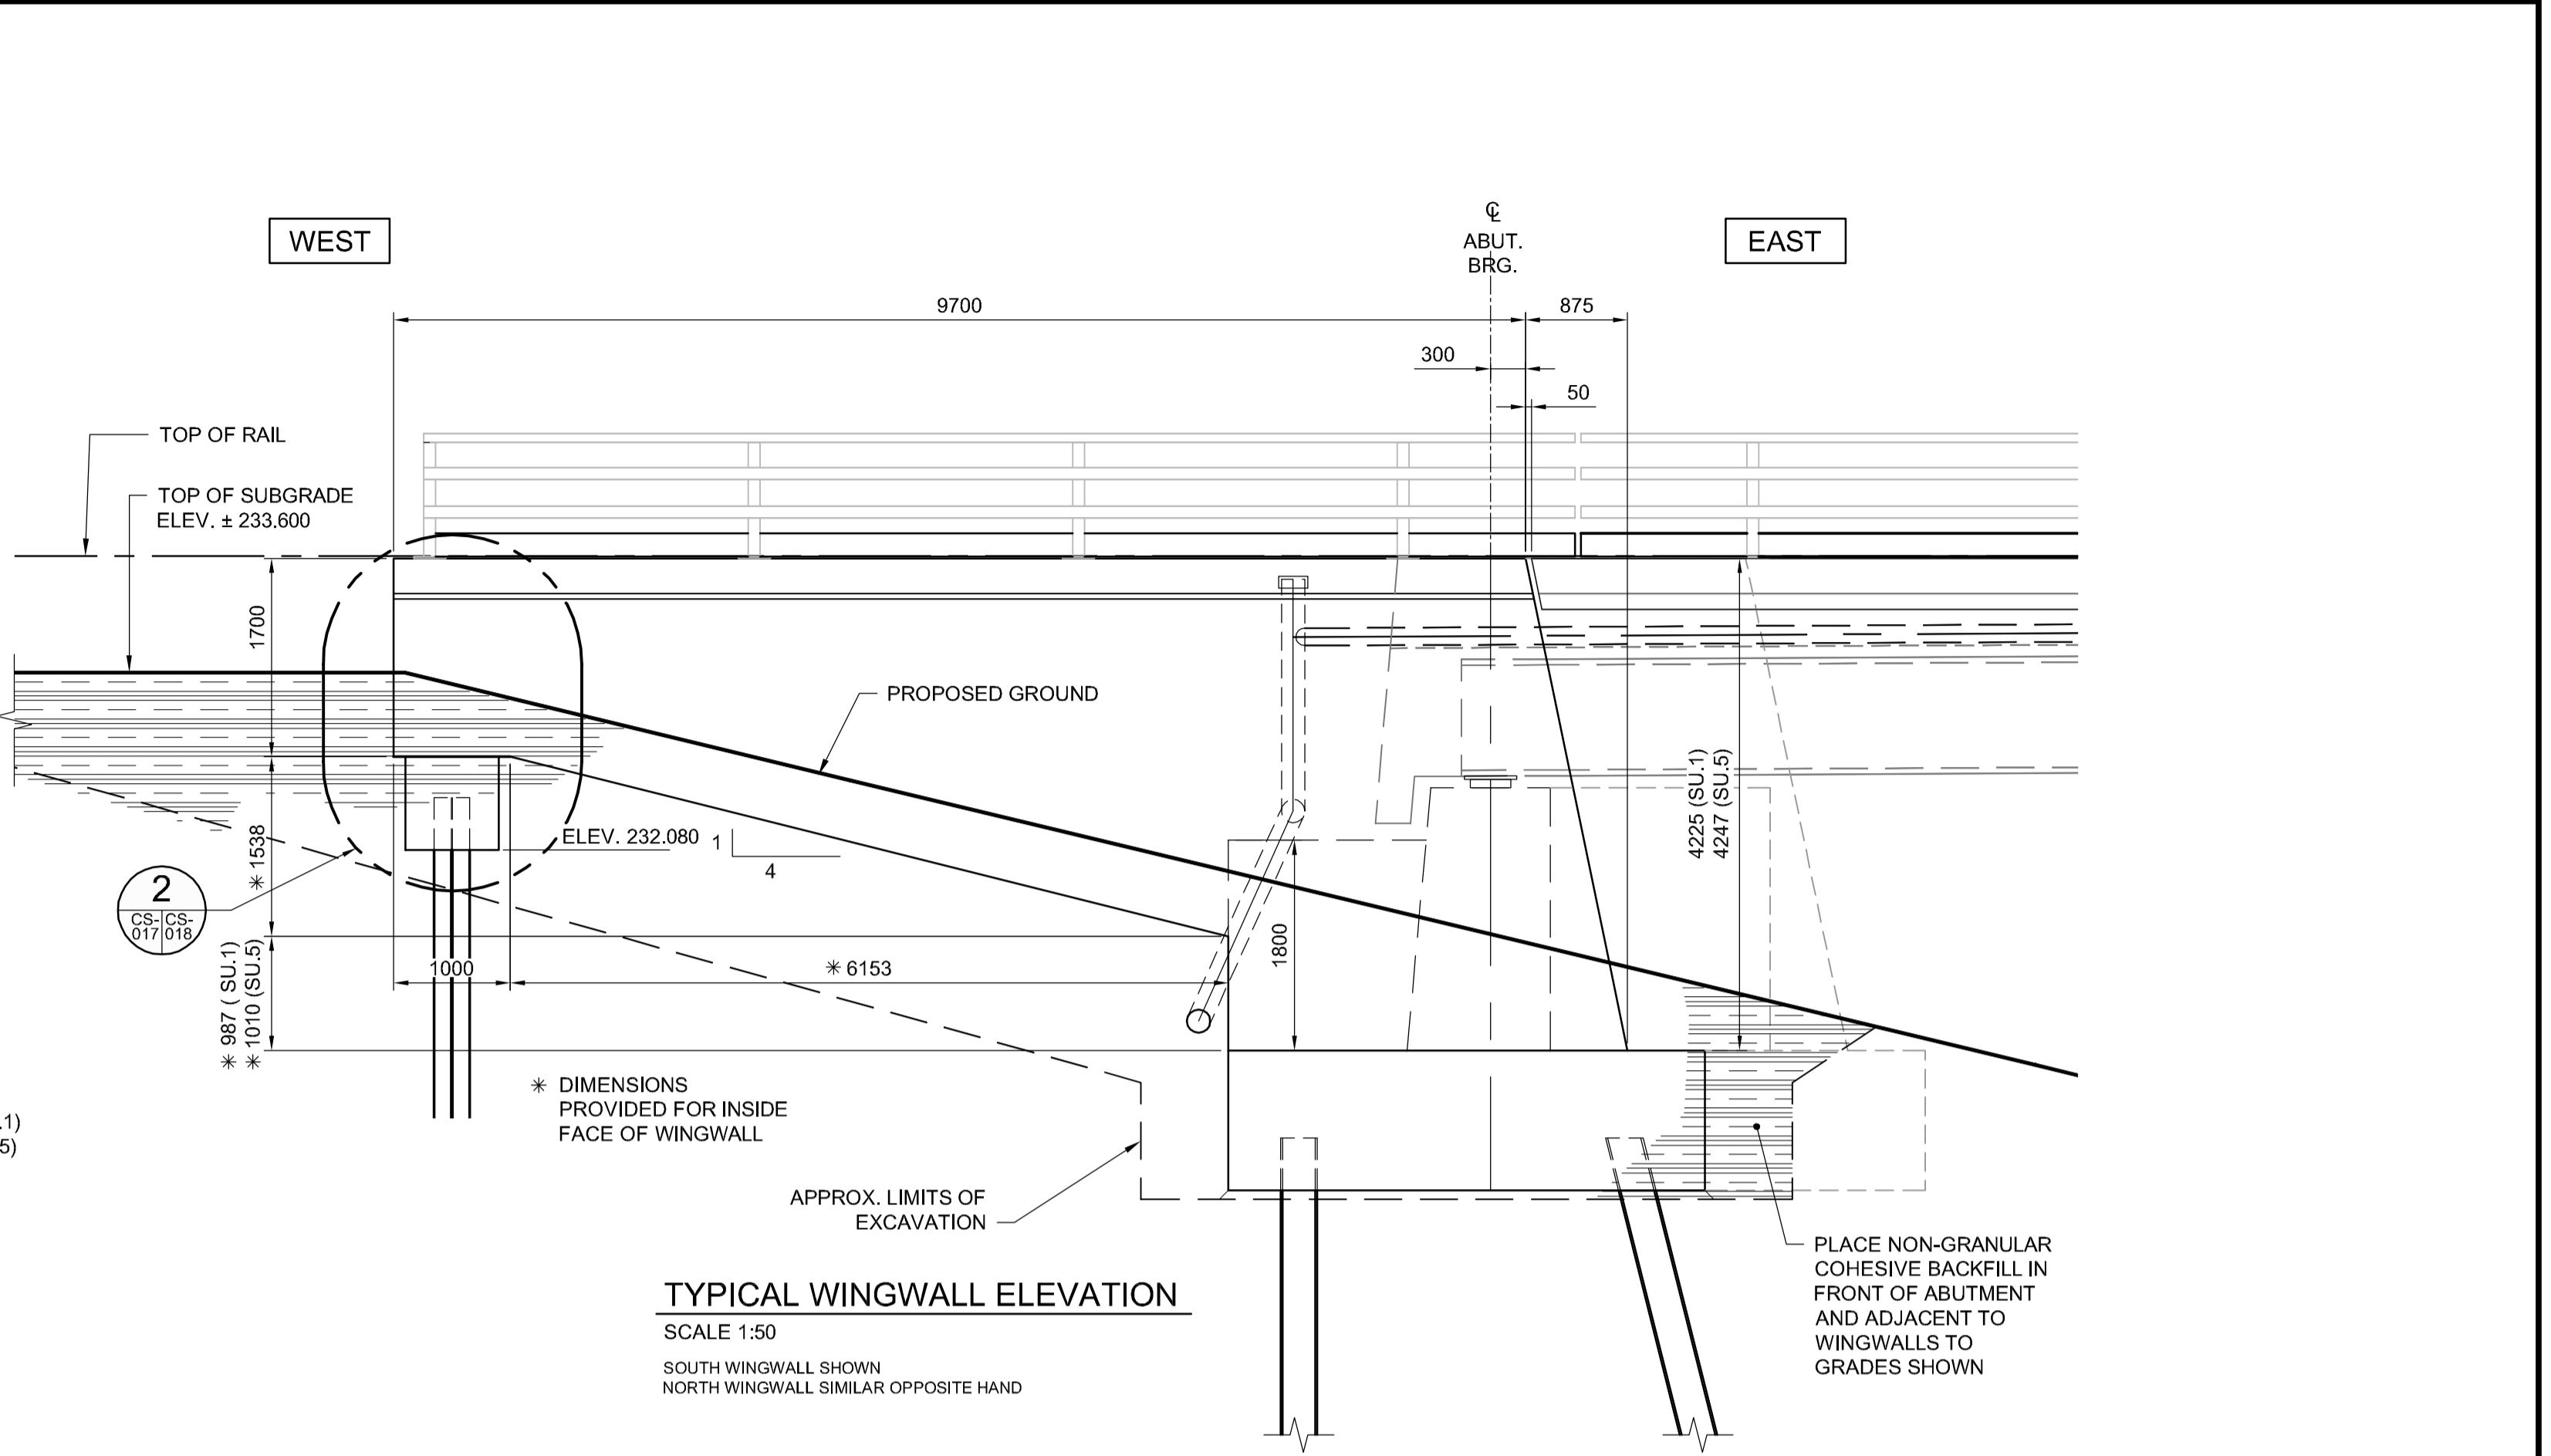 WEST
℄
ABUT.
BRG.
EAST
9700
875
300
50
TOP OF RAIL
TOP OF SUBGRADE
ELEV. ± 233.600
1700
PROPOSED GROUND
4225 (SU.1)
4247 (SU.5)
ELEV. 232.080
1
4
✳ 1538
2
CS-017
CS-018
1800
✳ 987 ( SU.1)
✳ 1010 (SU.5)
1000
✳ 6153
✳ DIMENSIONS
PROVIDED FOR INSIDE
FACE OF WINGWALL
.1)
5)
APPROX. LIMITS OF
EXCAVATION
PLACE NON-GRANULAR
COHESIVE BACKFILL IN
FRONT OF ABUTMENT
AND ADJACENT TO
WINGWALLS TO
GRADES SHOWN
TYPICAL WINGWALL ELEVATION
SCALE 1:50
SOUTH WINGWALL SHOWN
NORTH WINGWALL SIMILAR OPPOSITE HAND